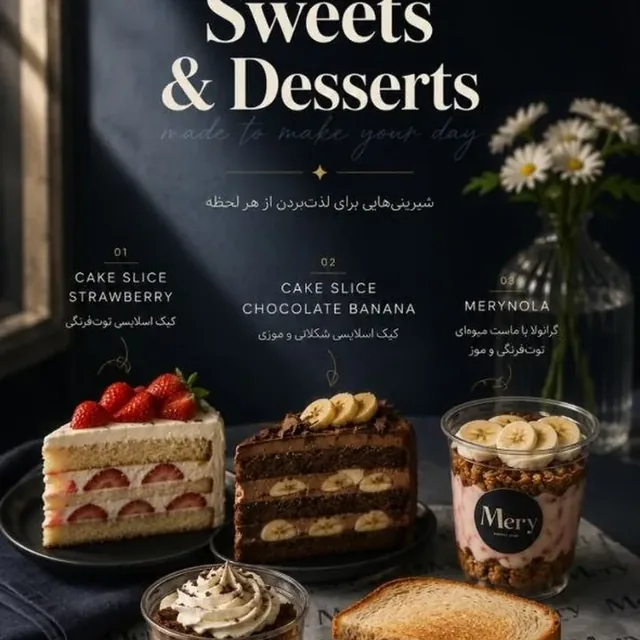 Sweets
& Desserts
made to make your day
شیرینی‌هایی برای لذت‌بردن از هر لحظه
01
CAKE SLICE
STRAWBERRY
کیک اسلایسی توت‌فرنگی
02
CAKE SLICE
CHOCOLATE BANANA
کیک اسلایسی شکلاتی و موزی
03
MERYNOLA
گرانولا با ماست میوه‌ای
توت‌فرنگی و موز
Mery